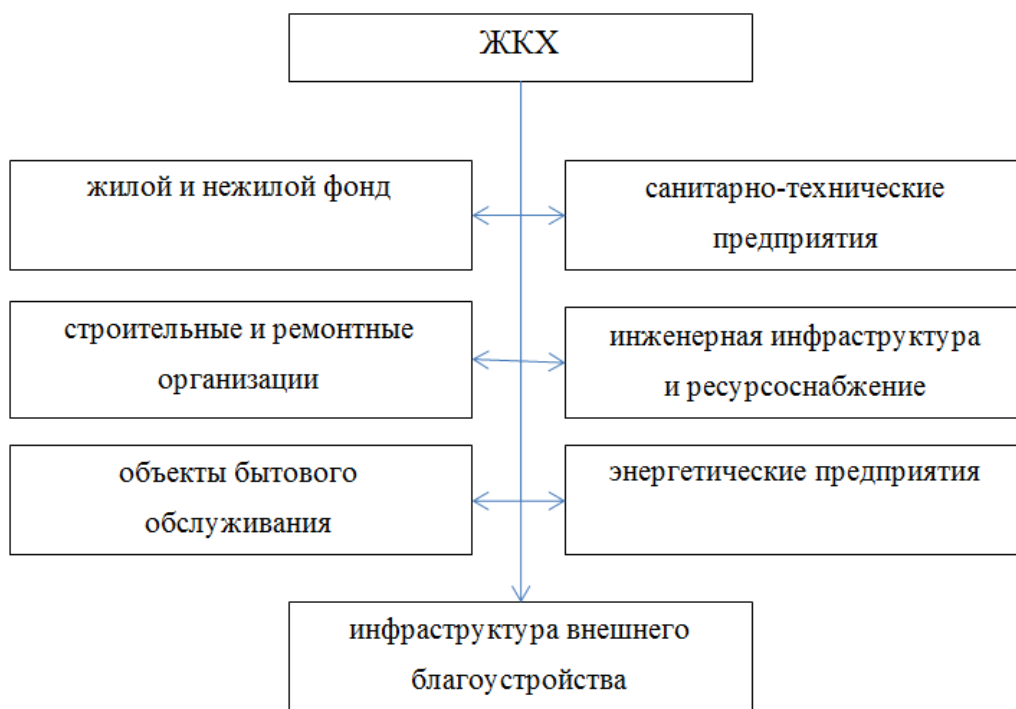 ЖКХ
жилой и нежилой фонд
санитарно-технические
предприятия
строительные и ремонтные
организации
инженерная инфраструктура
и ресурсоснабжение
объекты бытового
обслуживания
энергетические предприятия
инфраструктура внешнего
благоустройства